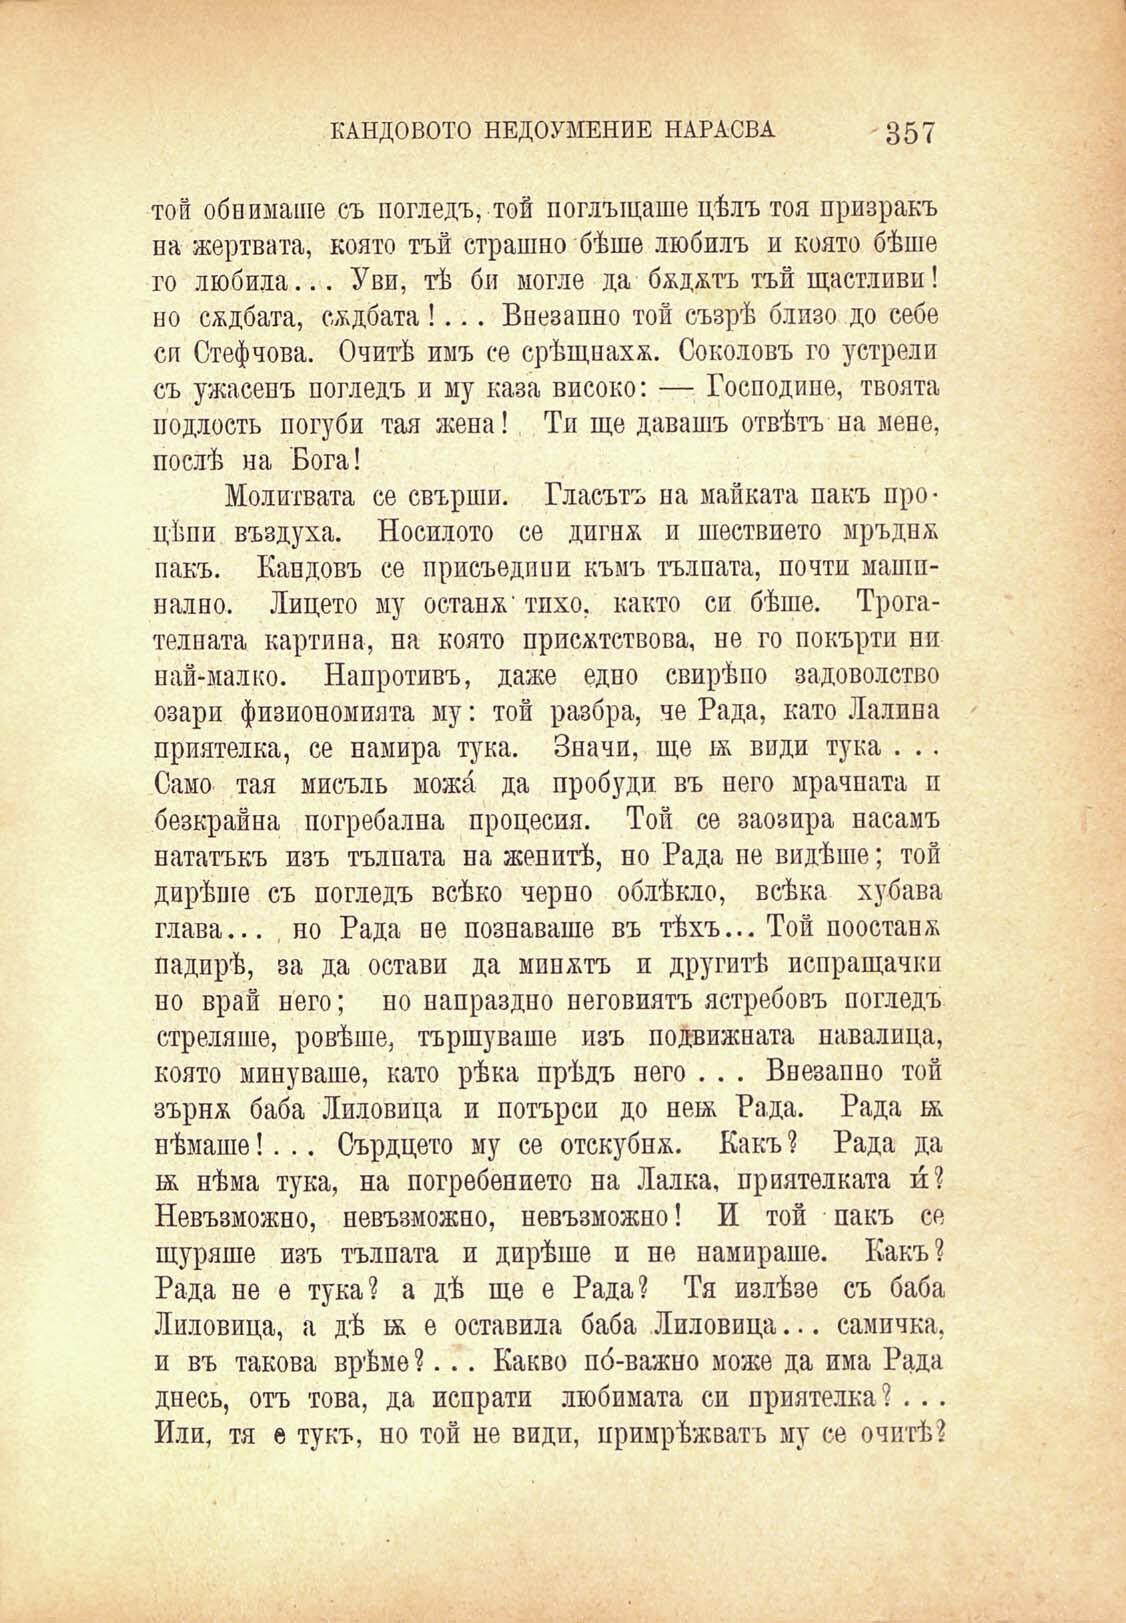 КАНДОВОТО НЕДОУМЕНИЕ НАРАСВА 357
той обнимаше съ погледъ, той поглъщаше цѣлъ тоя призракъ
на жертвата, която тъй страшно бѣше любилъ и която бѣше
го любила... Уви, тѣ би могле да бѫдѫтъ тъй щастливи!
но сѫдбата, сѫдбата!... Внезапно той съзрѣ близо до себе
си Стефчова. Очитѣ имъ се срѣщнахѫ. Соколовъ го устрели
съ ужасенъ погледъ и му каза високо: — Господине, твоята
подлость погуби тая жена! Ти ще давашъ отвѣтъ на мене,
послѣ на Бога!
Молитвата се свърши. Гласътъ на майката пакъ про-
цѣпи въздуха. Носилото се дигнѫ и шествието мръднѫ
пакъ. Кандовъ се присъедини къмъ тълпата, почти маши-
нално. Лицето му останѫ тихо, както си бѣше. Трога-
телната картина, на която присѫтствова, не го покърти ни
най-малко. Напротивъ, даже едно свирѣпо задоволство
озари физиономията му: той разбра, че Рада, като Лалина
приятелка, се намира тука. Значи, ще ѭ види тука...
Само тая мисъль можа́ да пробуди въ него мрачната и
безкрайна погребална процесия. Той се заозира насамъ
нататъкъ изъ тълпата на женитѣ, но Рада не видѣше; той
дирѣше съ погледъ всѣко черно облѣкло, всѣка хубава
глава... но Рада не познаваше въ тѣхъ... Той поостанѫ
падирѣ, за да остави да минѫтъ и другитѣ испращачки
но врай него; но напраздно неговиятъ ястребовъ погледъ
стреляше, ровѣше, тършуваше изъ подвижната навалица,
която минуваше, като рѣка прѣдъ него... Внезапно той
зърнѫ баба Лиловица и потърси до неѭ Рада. Рада ѭ
нѣмаше!... Сърдцето му се отскубнѫ. Какъ? Рада да
ѭ нѣма тука, на погребението на Лалка, приятелката ѝ?
Невъзможно, невъзможно, невъзможно! И той пакъ се
щуряше изъ тълпата и дирѣше и не намираше. Какъ?
Рада не е тука? а дѣ ще е Рада? Тя излѣзе съ баба
Лиловица, а дѣ ѭ е оставила баба Лиловица... самичка,
и въ такова врѣме?... Какво по́-важно може да има Рада
днесь, отъ това, да испрати любимата си приятелка?...
Или, тя е тукъ, но той не види, примрѣжватъ му се очитѣ?